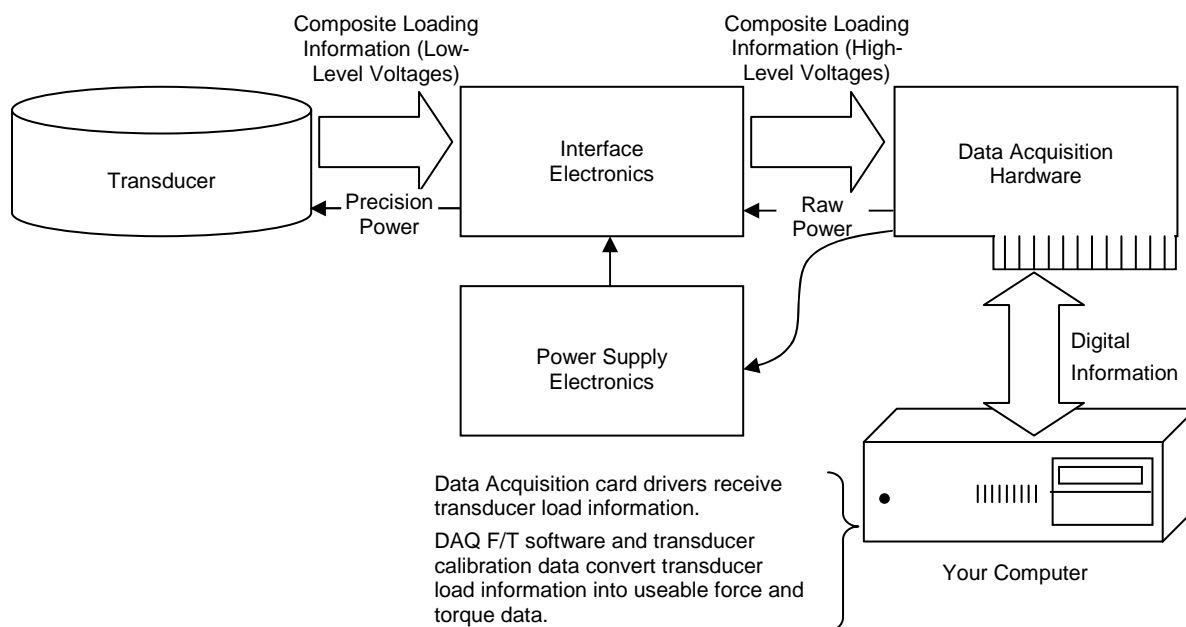 Composite Loading
Information (Low-
Level Voltages)
Composite Loading
Information (High-
Level Voltages)
Transducer
Interface
Electronics
Data Acquisition
Hardware
Precision
Power
Raw
Power
Power Supply
Electronics
Digital
Information
Data Acquisition card drivers receive
transducer load information.
DAQ F/T software and transducer
calibration data convert transducer
load information into useable force and
torque data.
Your Computer